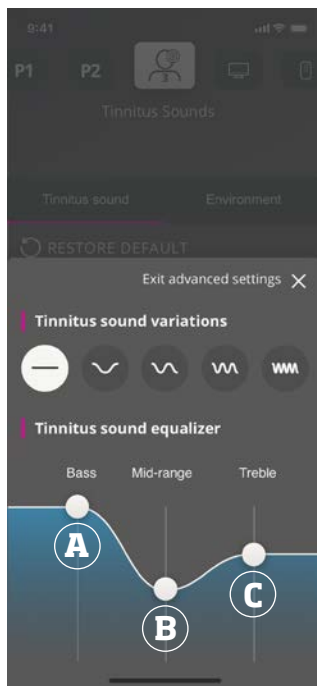 9:41
P1 P2 3
Tinnitus Sounds
Tinnitus sound Environment
RESTORE DEFAULT
Exit advanced settings
Tinnitus sound variations
Tinnitus sound equalizer
Bass Mid-range Treble
A
C
B